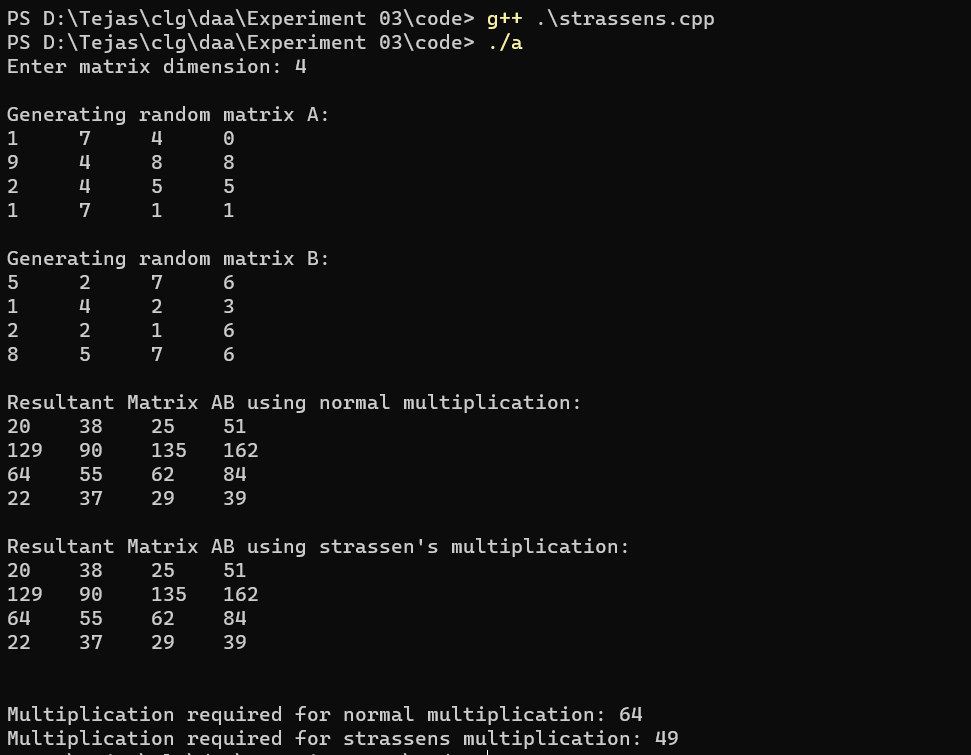 PS D:\Tejas\clg\daa\Experiment 03\code> g++ .\strassens.cpp
PS D:\Tejas\clg\daa\Experiment 03\code> ./a
Enter matrix dimension: 4
Generating random matrix A:
1 7 4 0
9 4 8 8
2 4 5 5
1 7 1 1
Generating random matrix B:
5 2 7 6
1 4 2 3
2 2 1 6
8 5 7 6
Resultant Matrix AB using normal multiplication:
20 38 25 51
129 90 135 162
64 55 62 84
22 37 29 39
Resultant Matrix AB using strassen's multiplication:
20 38 25 51
129 90 135 162
64 55 62 84
22 37 29 39
Multiplication required for normal multiplication: 64
Multiplication required for strassens multiplication: 49